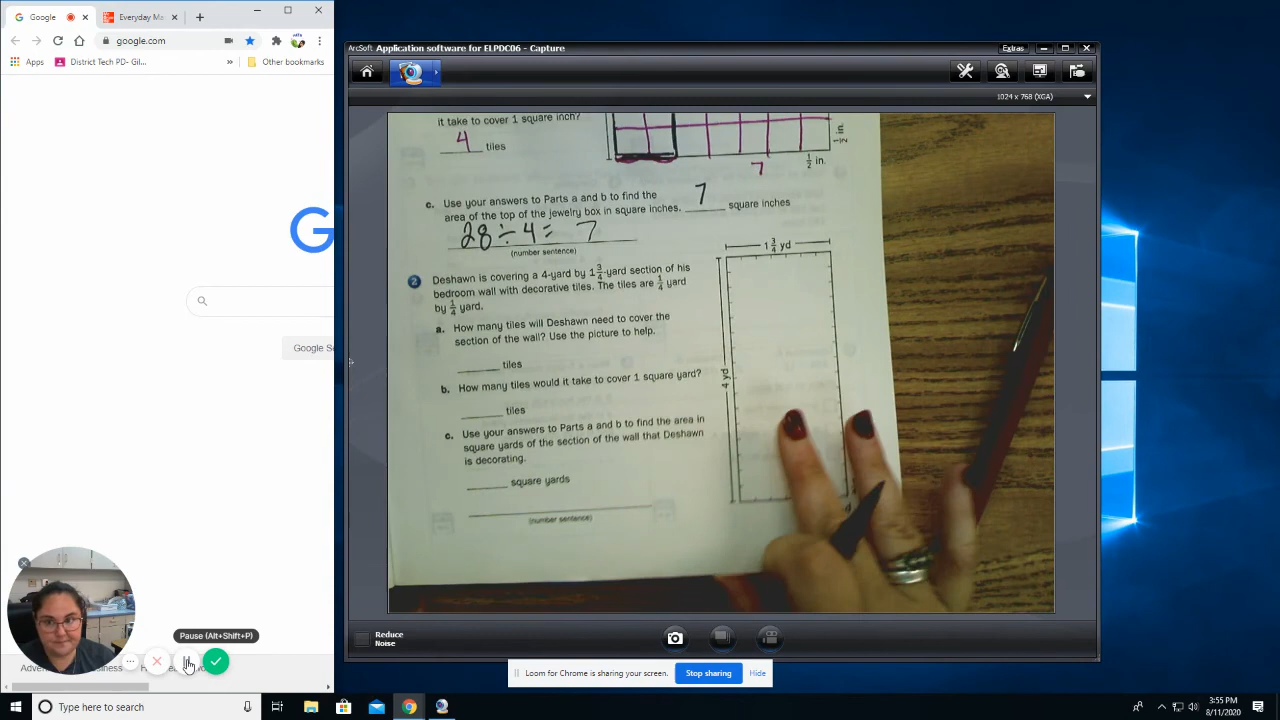 Google
Everyday Ma
google.com
Apps
District Tech PD- Gil...
Other bookmarks
ArcSoft Application software for ELPDC06 - Capture
Extras
1024 x 768 (XGA)
it take to cover 1 square inch?
4 tiles
1/2 in.
1/2 in.
7
c. Use your answers to Parts a and b to find the
area of the top of the jewelry box in square inches. 7 square inches
28 ÷ 4 = 7
(number sentence)
2 Deshawn is covering a 4-yard by 1 3/4-yard section of his
bedroom wall with decorative tiles. The tiles are 1/4 yard
by 1/4 yard.
a. How many tiles will Deshawn need to cover the
section of the wall? Use the picture to help.
______ tiles
b. How many tiles would it take to cover 1 square yard?
______ tiles
c. Use your answers to Parts a and b to find the area in
square yards of the section of the wall that Deshawn
is decorating.
______ square yards
(number sentence)
1 3/4 yd
4 yd
G
Google Se
Pause (Alt+Shift+P)
Reduce
Noise
Loom for Chrome is sharing your screen.
Stop sharing
Hide
Type here to search
3:55 PM
8/11/2020